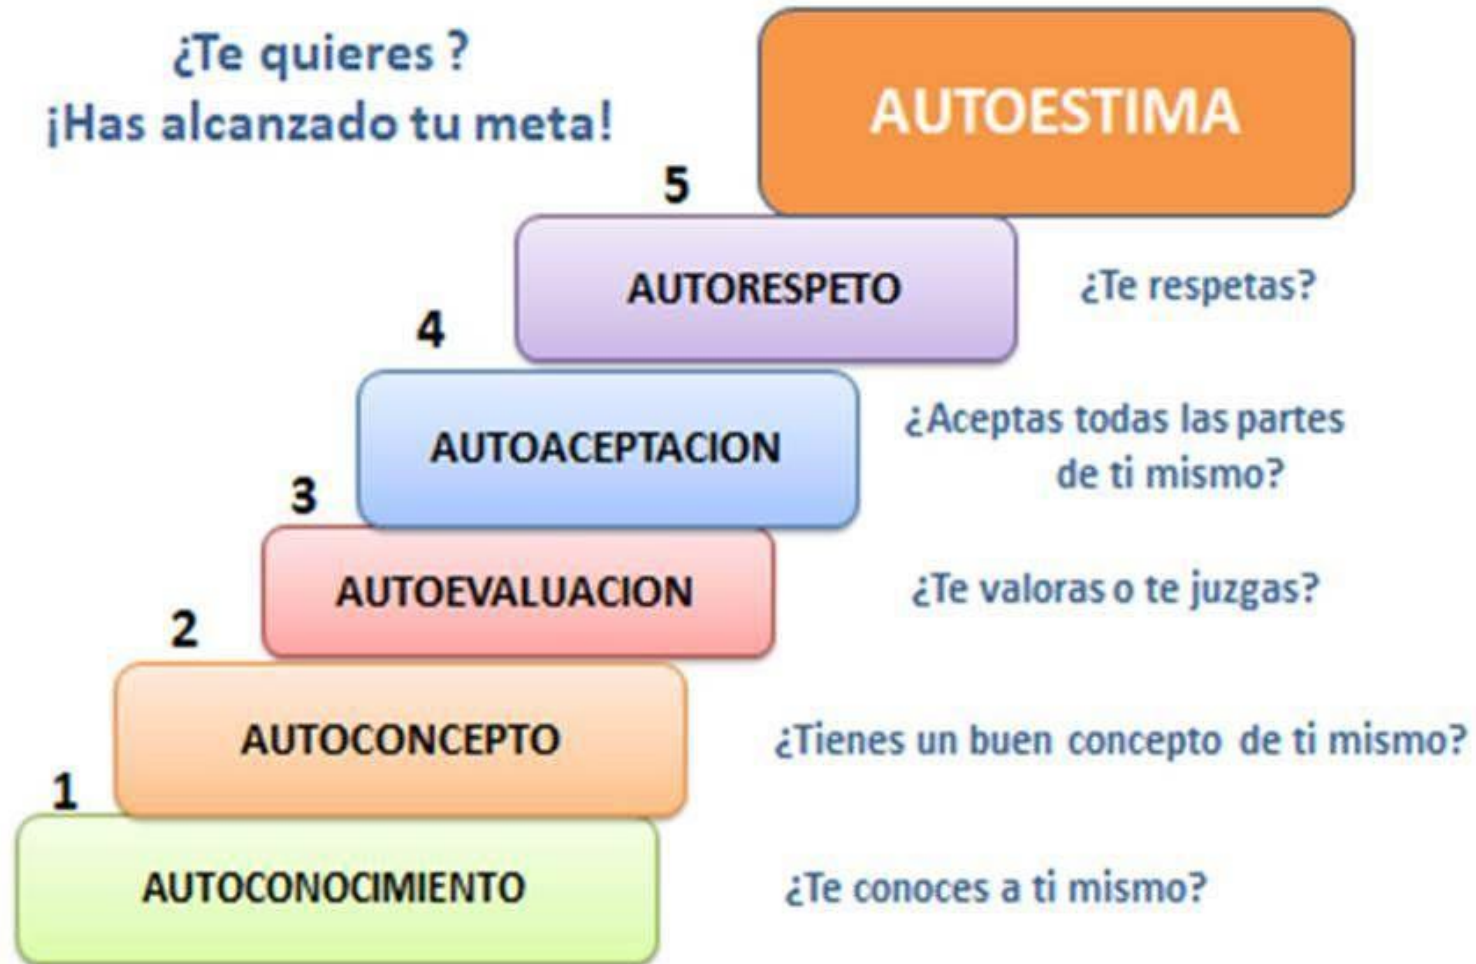 ¿Te quieres ?
¡Has alcanzado tu meta!
AUTOESTIMA
5
AUTORESPETO
¿Te respetas?
4
AUTOACEPTACION
¿Aceptas todas las partes
de ti mismo?
3
AUTOEVALUACION
¿Te valoras o te juzgas?
2
AUTOCONCEPTO
¿Tienes un buen concepto de ti mismo?
1
AUTOCONOCIMIENTO
¿Te conoces a ti mismo?